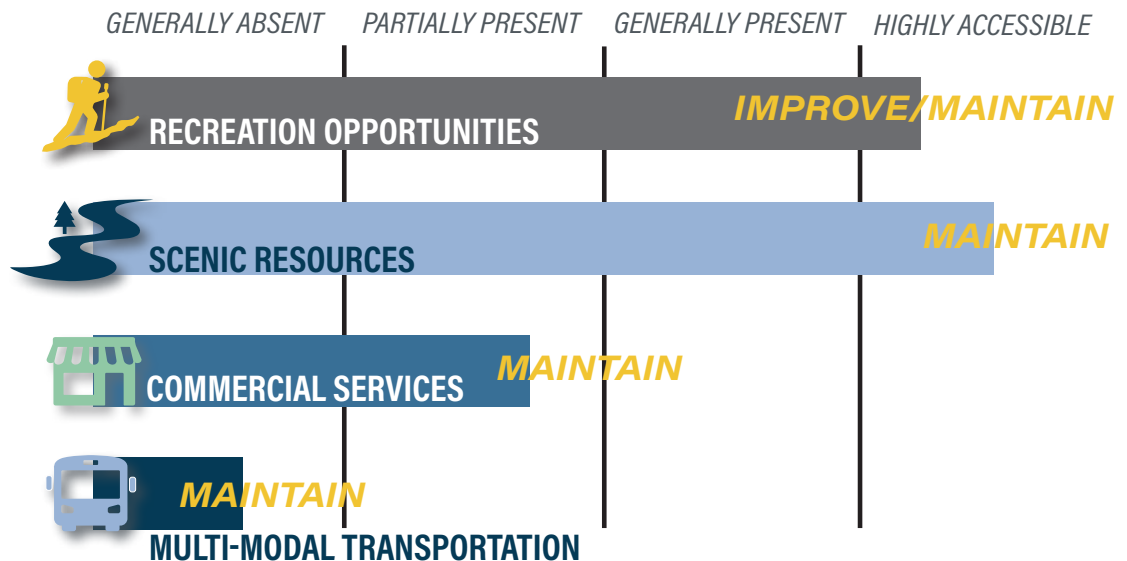 GENERALLY ABSENT PARTIALLY PRESENT GENERALLY PRESENT HIGHLY ACCESSIBLE
IMPROVE/MAINTAIN
RECREATION OPPORTUNITIES
MAINTAIN
SCENIC RESOURCES
MAINTAIN
COMMERCIAL SERVICES
MAINTAIN
MULTI-MODAL TRANSPORTATION